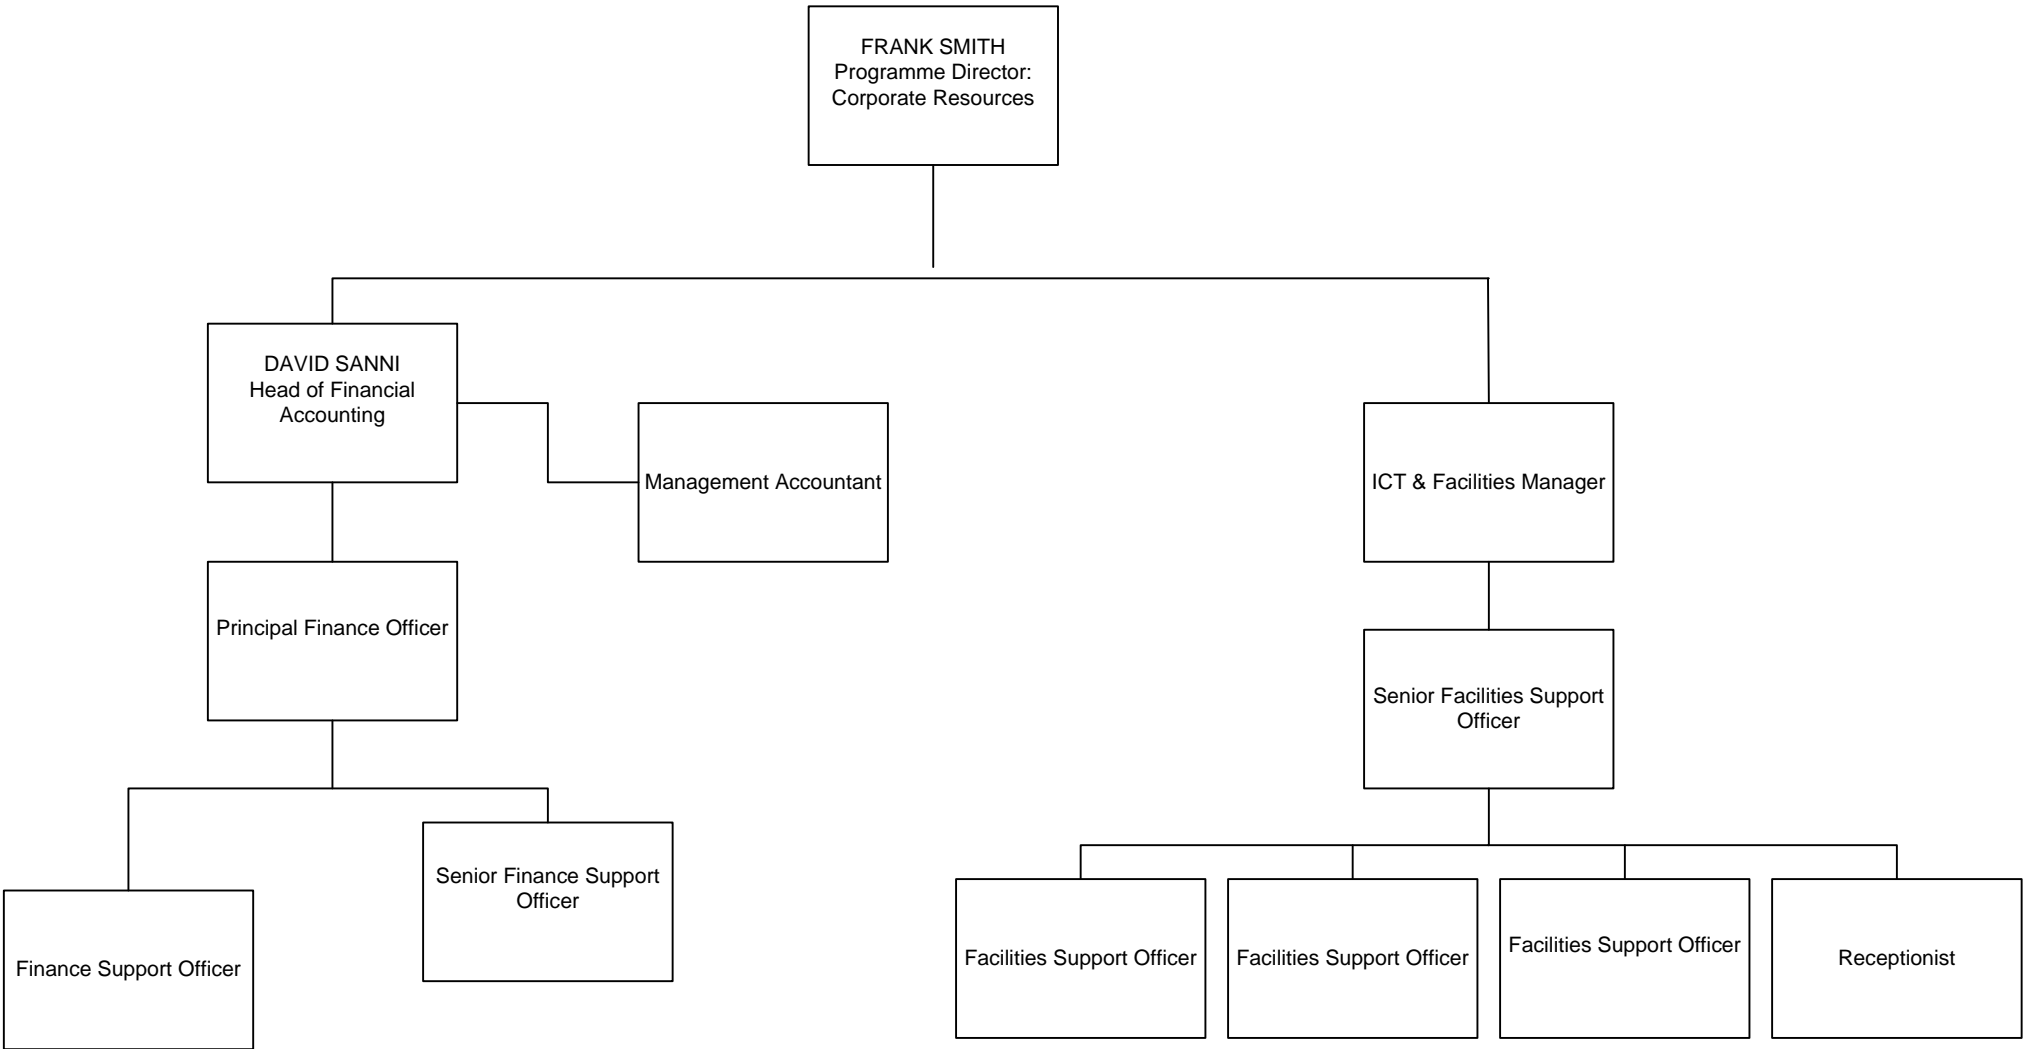 FRANK SMITH
Programme Director:
Corporate Resources
DAVID SANNI
Head of Financial
Accounting
Management Accountant
ICT & Facilities Manager
Principal Finance Officer
Senior Facilities Support
Officer
Senior Finance Support
Officer
Finance Support Officer
Facilities Support Officer
Facilities Support Officer
Facilities Support Officer
Receptionist